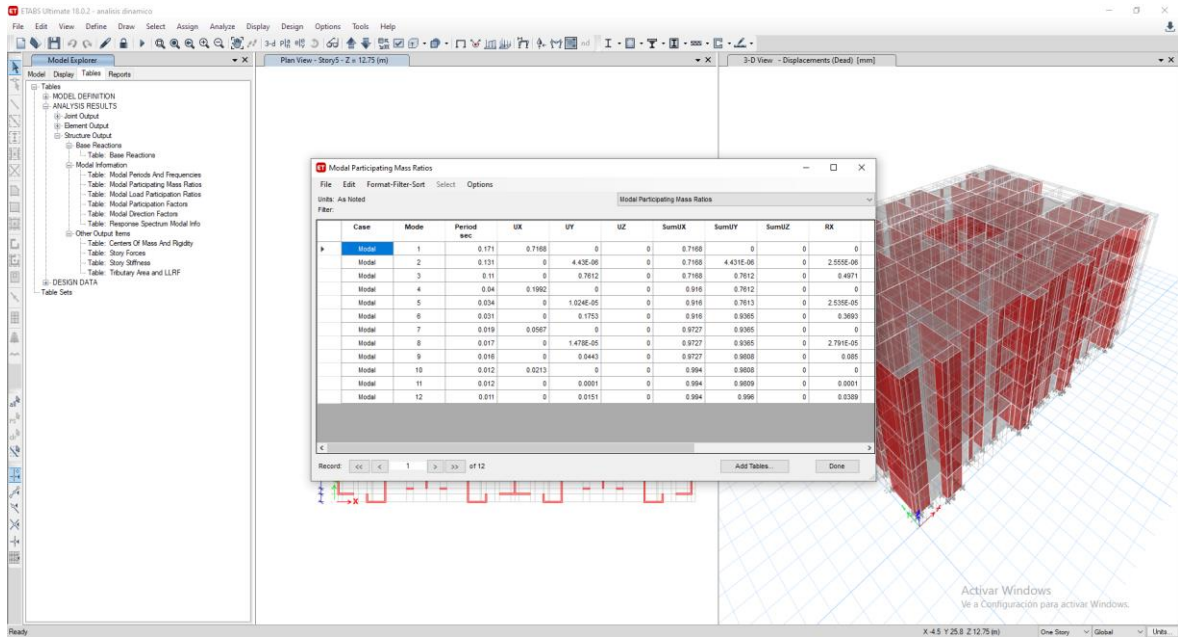 ETABS Ultimate 18.0.2 - analisis dinamico
File Edit View Define Draw Select Assign Analyze Display Design Options Tools Help
3-d
nd
Model Explorer
Plan View - Story5 - Z = 12.75 (m)
3-D View - Displacements (Dead) [mm]
Model Display Tables Reports
Tables
MODEL DEFINITION
ANALYSIS RESULTS
Joint Output
Element Output
Structure Output
Base Reactions
Table: Base Reactions
Modal Information
Table: Modal Periods And Frequencies
Table: Modal Participating Mass Ratios
Table: Modal Load Participation Ratios
Table: Modal Participation Factors
Table: Modal Direction Factors
Table: Response Spectrum Modal Info
Other Output Items
Table: Centers Of Mass And Rigidity
Table: Story Forces
Table: Story Stiffness
Table: Tributary Area and LLRF
DESIGN DATA
Table Sets
Modal Participating Mass Ratios
File Edit Format-Filter-Sort Select Options
Units: As Noted Modal Participating Mass Ratios
Filter:
Case Mode Period sec UX UY UZ SumUX SumUY SumUZ RX
Modal 1 0.171 0.7168 0 0 0.7168 0 0 0
Modal 2 0.131 0 4.43E-06 0 0.7168 4.431E-06 0 2.555E-06
Modal 3 0.11 0 0.7612 0 0.7168 0.7612 0 0.4971
Modal 4 0.04 0.1992 0 0 0.916 0.7612 0 0
Modal 5 0.034 0 1.024E-05 0 0.916 0.7613 0 2.535E-05
Modal 6 0.031 0 0.1753 0 0.916 0.9365 0 0.3693
Modal 7 0.019 0.0567 0 0 0.9727 0.9365 0 0
Modal 8 0.017 0 1.478E-05 0 0.9727 0.9365 0 2.791E-05
Modal 9 0.016 0 0.0443 0 0.9727 0.9808 0 0.085
Modal 10 0.012 0.0213 0 0 0.994 0.9808 0 0
Modal 11 0.012 0 0.0001 0 0.994 0.9809 0 0.0001
Modal 12 0.011 0 0.0151 0 0.994 0.996 0 0.0389
Record: << < 1 > >> of 12 Add Tables... Done
X
Activar Windows
Ve a Configuración para activar Windows.
Ready X -4.5 Y 25.8 Z 12.75 (m) One Story Global Units...